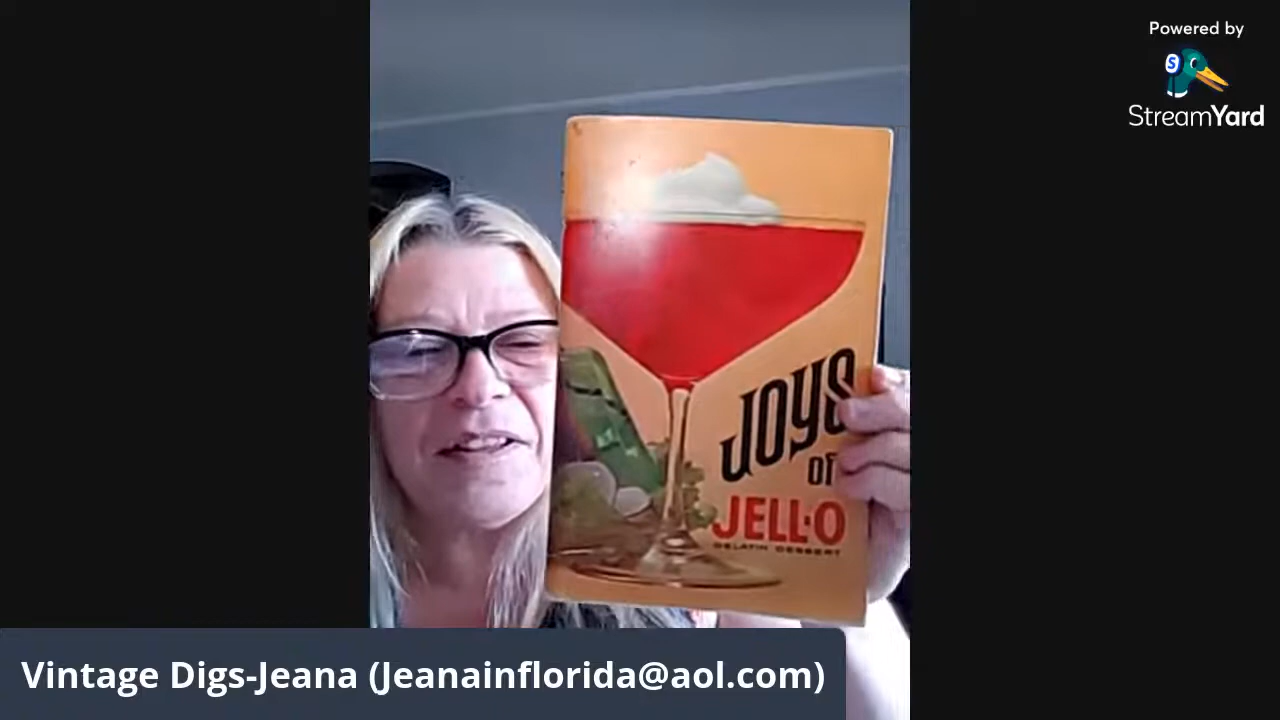 Powered by
S
StreamYard
JOYS
OF
JELL·O
GELATIN DESSERT
Vintage Digs-Jeana (Jeanainflorida@aol.com)